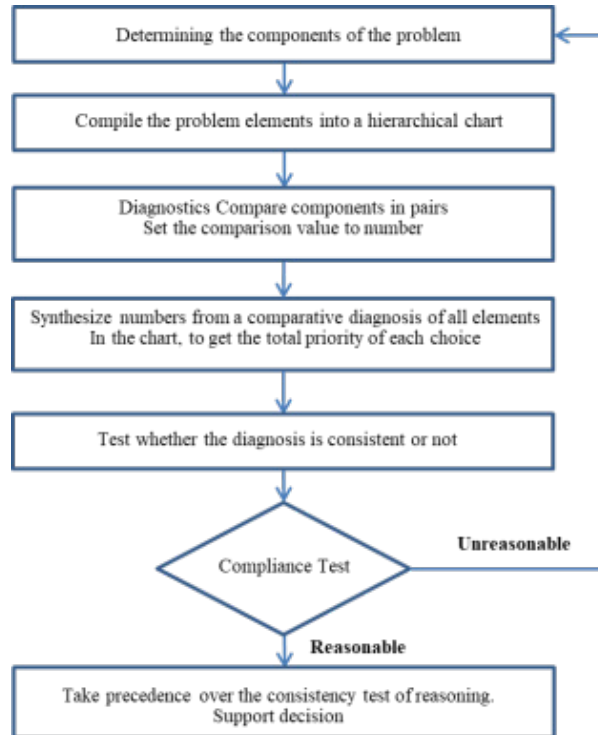 Determining the components of the problem
Compile the problem elements into a hierarchical chart
Diagnostics Compare components in pairs
Set the comparison value to number
Synthesize numbers from a comparative diagnosis of all elements
In the chart, to get the total priority of each choice
Test whether the diagnosis is consistent or not
Compliance Test
Unreasonable
Reasonable
Take precedence over the consistency test of reasoning.
Support decision